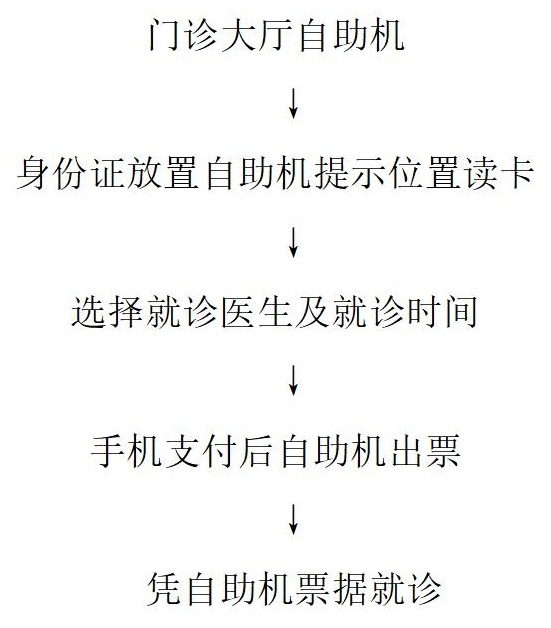 门诊大厅自助机
↓
身份证放置自助机提示位置读卡
↓
选择就诊医生及就诊时间
↓
手机支付后自助机出票
↓
凭自助机票据就诊